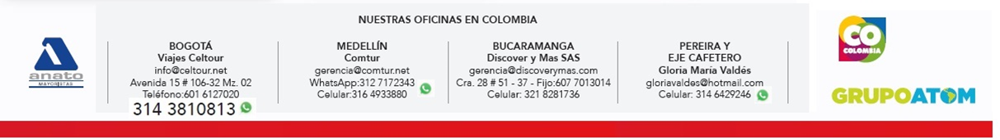 NUESTRAS OFICINAS EN COLOMBIA
anato
MAYORISTAS
BOGOTÁ
Viajes Celtour
info@celtour.net
Avenida 15 # 106-32 Mz. 02
Teléfono:601 6127020
314 3810813
MEDELLÍN
Comtur
gerencia@comtur.net
WhatsApp:312 7172343
Celular:316 4933880
BUCARAMANGA
Discover y Mas SAS
gerencia@discoverymas.com
Cra. 28 # 51 - 37 - Fijo:607 7013014
Celular: 321 8281736
PEREIRA Y
EJE CAFETERO
Gloria María Valdés
gloriavaldes@hotmail.com
Celular: 314 6429246
CO
COLOMBIA
GRUPOATOM